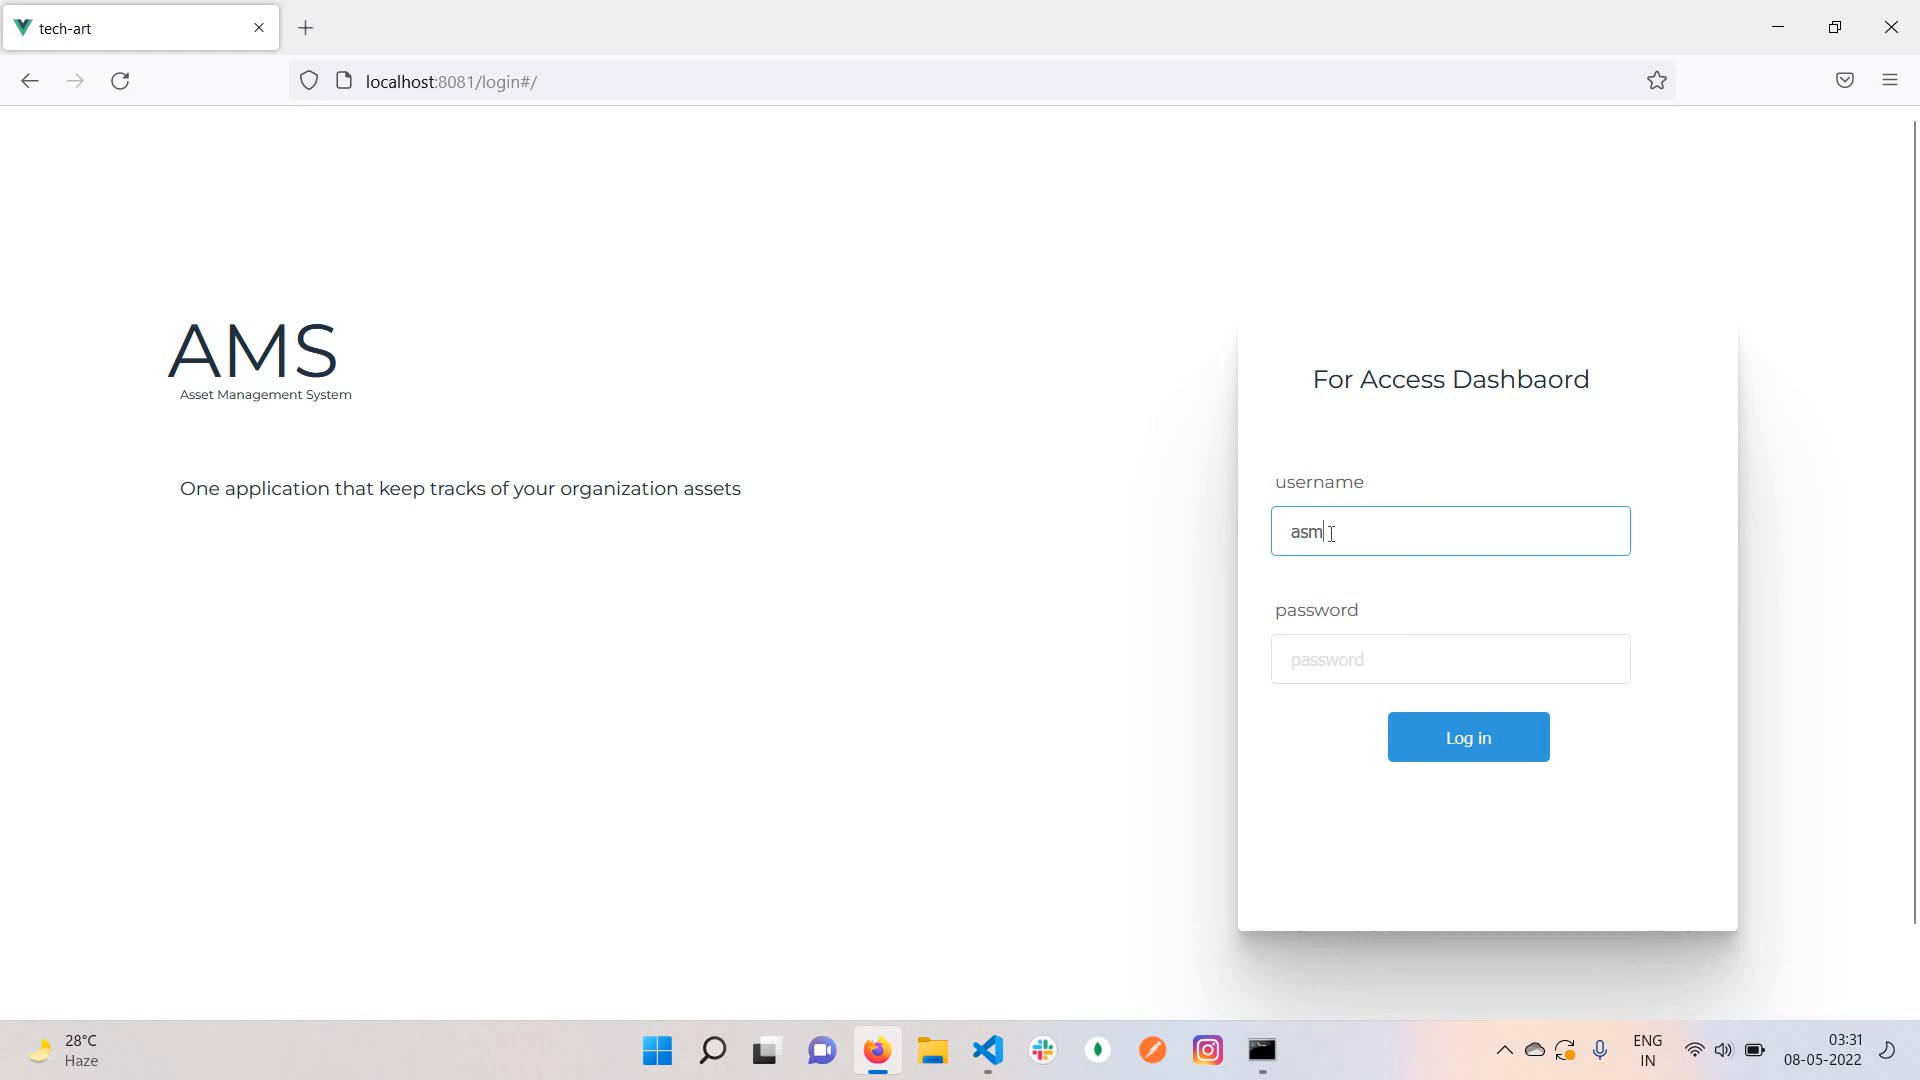 tech-art
localhost:8081/login#/
AMS
Asset Management System
One application that keep tracks of your organization assets
For Access Dashbaord
username
asm
password
password
Log in
28°C
Haze
ENG
IN
03:31
08-05-2022